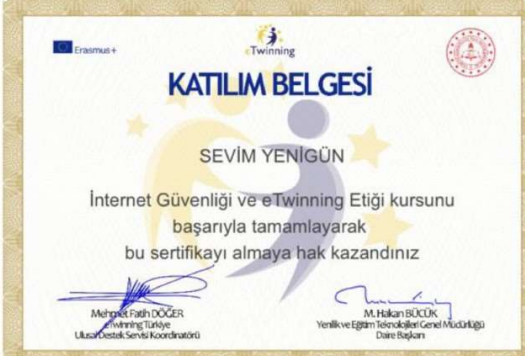 Erasmus+
eTwinning
KATILIM BELGESİ
SEVİM YENİGÜN
İnternet Güvenliği ve eTwinning Etiği kursunu
başarıyla tamamlayarak
bu sertifikayı almaya hak kazandınız
Mehmet Fatih DÖĞER
eTwinning Türkiye
Ulusal Destek Servisi Koordinatörü
M. Hakan BÜCÜK
Yenilik ve Eğitim Teknolojileri Genel Müdürlüğü
Daire Başkanı